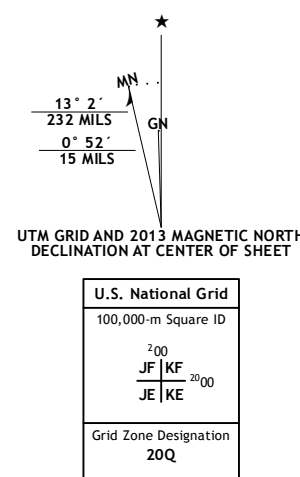 ★
MN
13° 2´
232 MILS
GN
0° 52´
15 MILS
UTM GRID AND 2013 MAGNETIC NORTH
DECLINATION AT CENTER OF SHEET
U.S. National Grid
100,000-m Square ID
²00
JF KF
²⁰00
JE KE
Grid Zone Designation
20Q